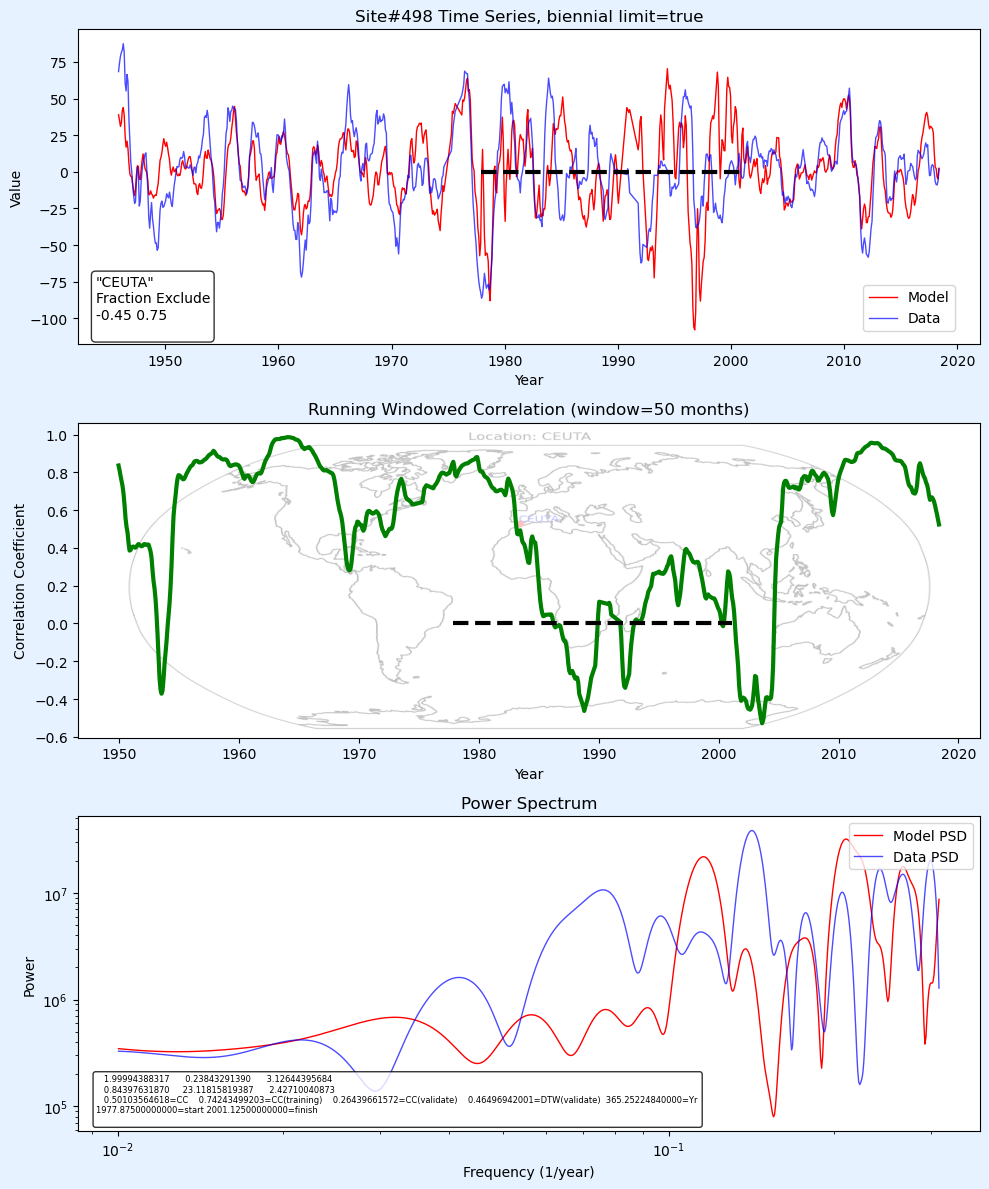 Site#498 Time Series, biennial limit=true
Value
75
50
25
0
−25
−50
−75
−100
"CEUTA"
Fraction Exclude
-0.45 0.75
Model
Data
1950 1960 1970 1980 1990 2000 2010 2020
Year
Running Windowed Correlation (window=50 months)
Location: CEUTA
CEUTA
Correlation Coefficient
1.0
0.8
0.6
0.4
0.2
0.0
−0.2
−0.4
−0.6
1950 1960 1970 1980 1990 2000 2010 2020
Year
Power Spectrum
Model PSD
Data PSD
Power
10⁷
10⁶
10⁵
1.99994388317 0.23843291390 3.12644395684
0.84397631870 23.11815819387 2.42710040873
0.50103564618=CC 0.74243499203=CC(training) 0.26439661572=CC(validate) 0.46496942001=DTW(validate) 365.25224840000=Yr
1977.87500000000=start 2001.12500000000=finish
10⁻² 10⁻¹
Frequency (1/year)